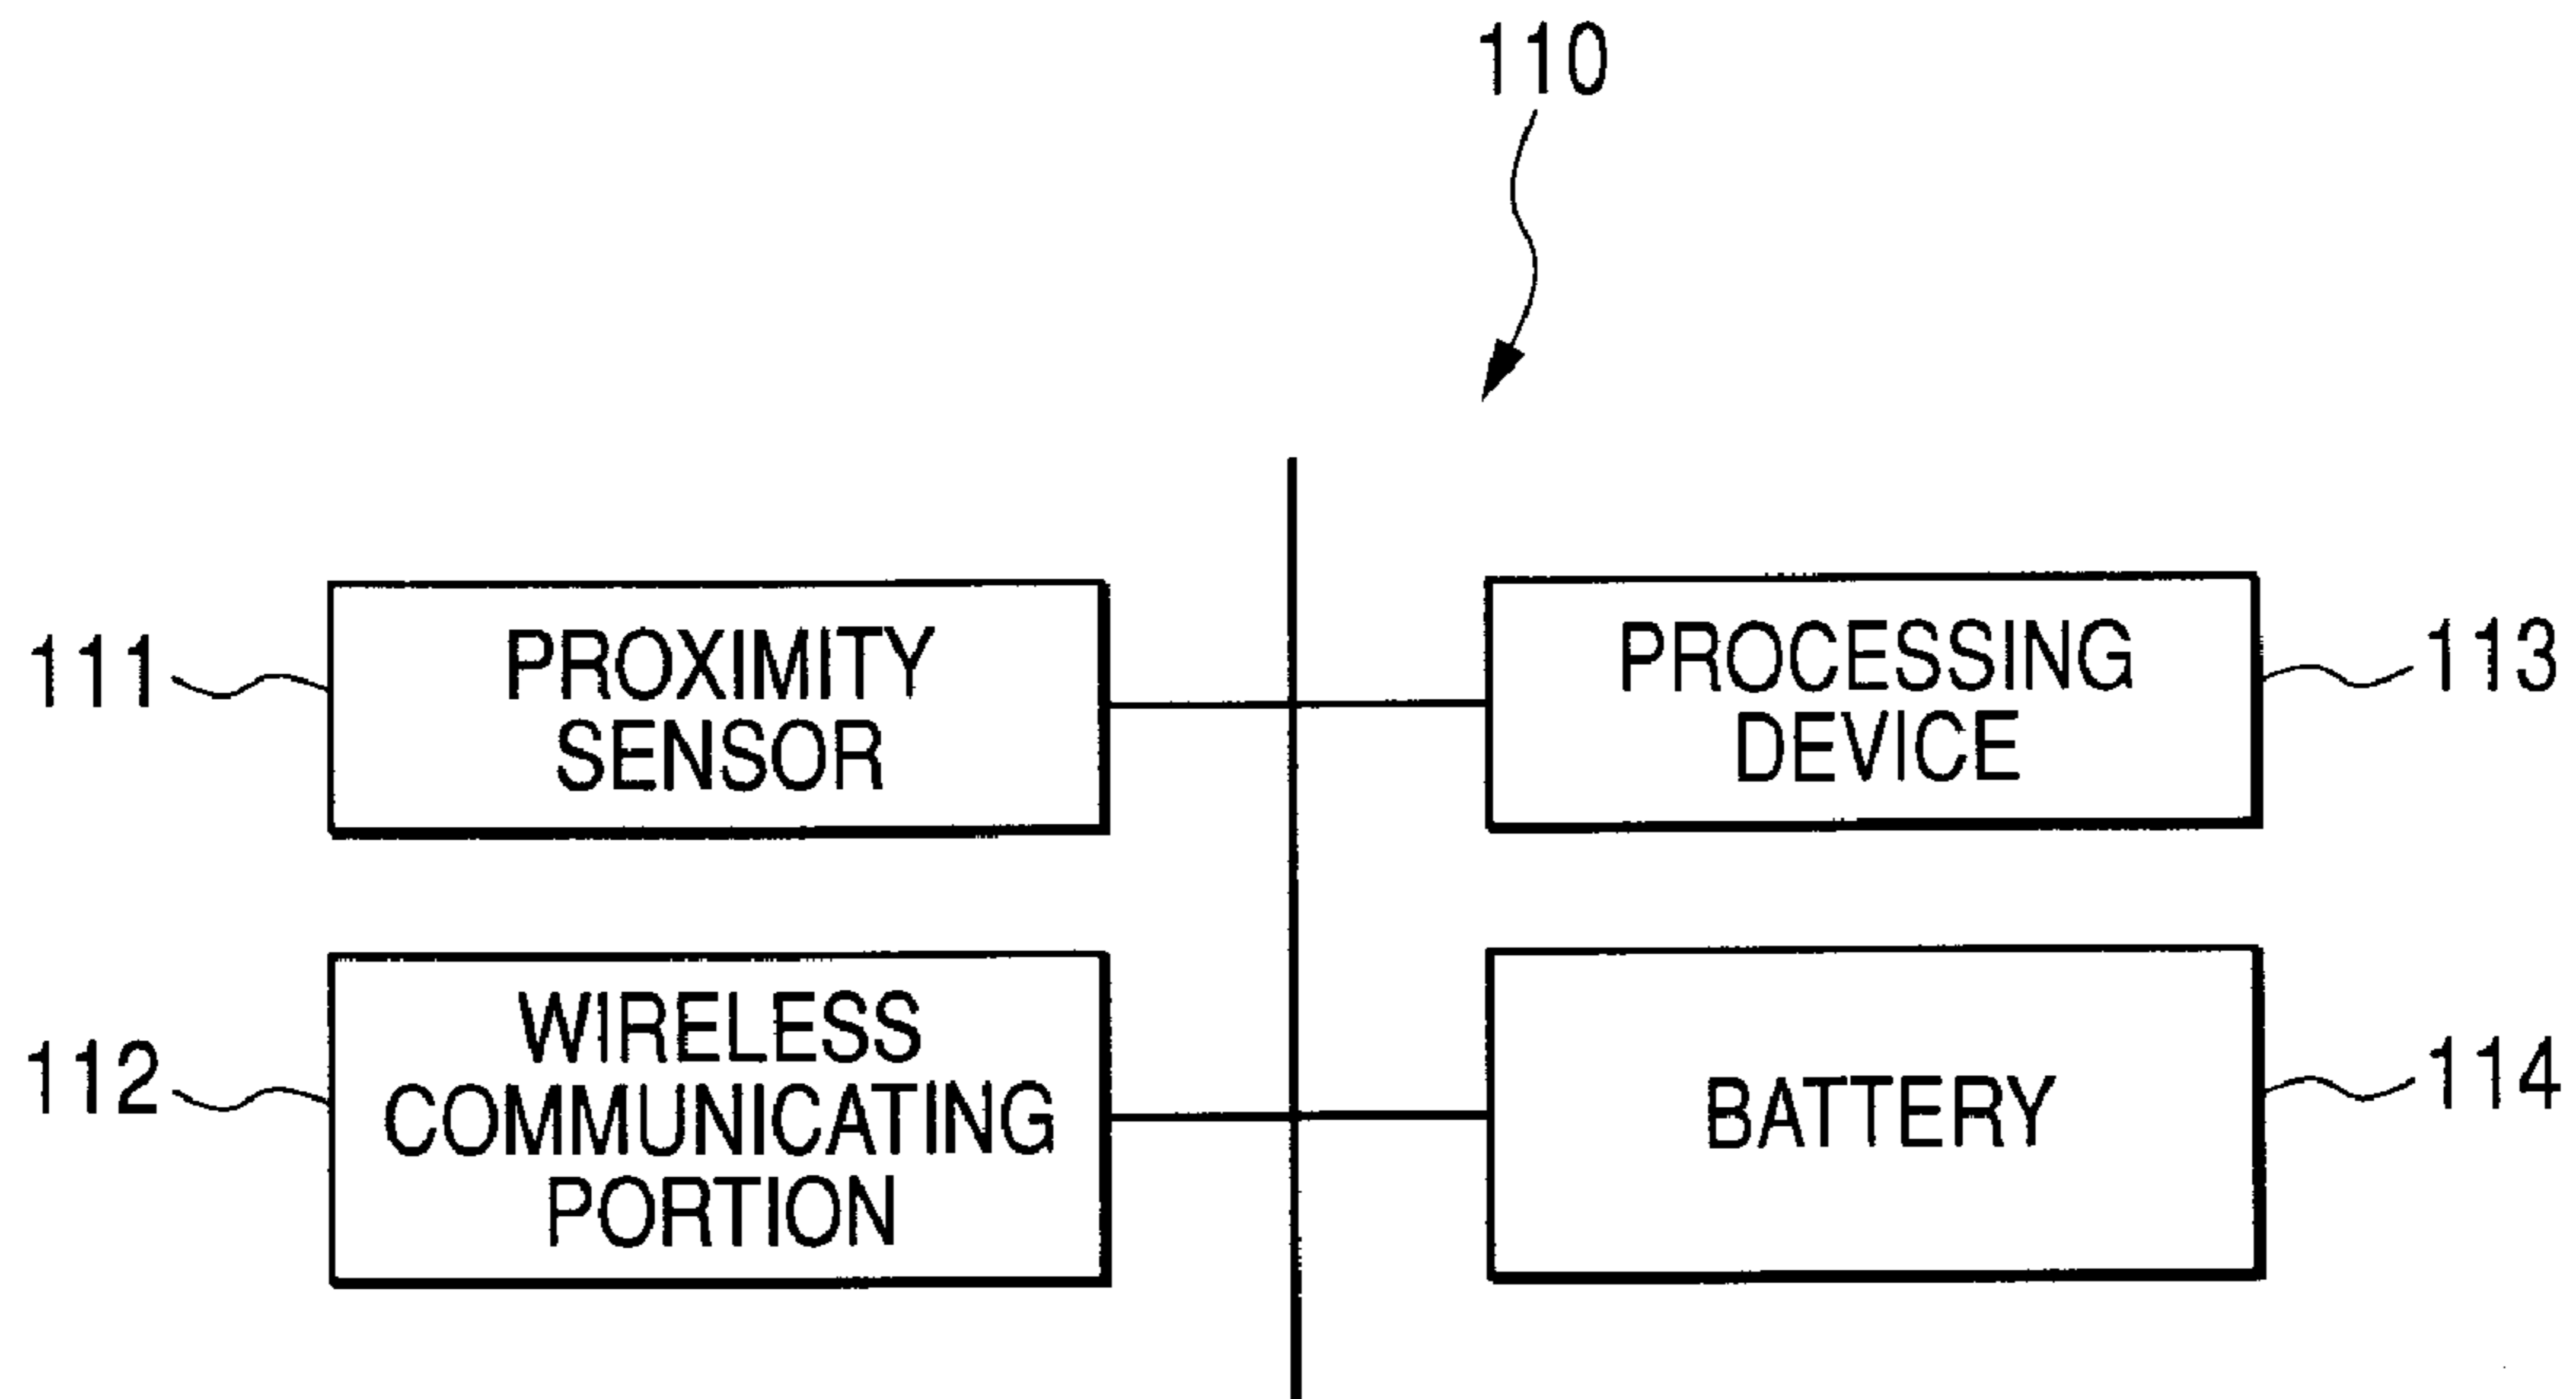 110
111
PROXIMITY
SENSOR
PROCESSING
DEVICE
113
112
WIRELESS
COMMUNICATING
PORTION
BATTERY
114